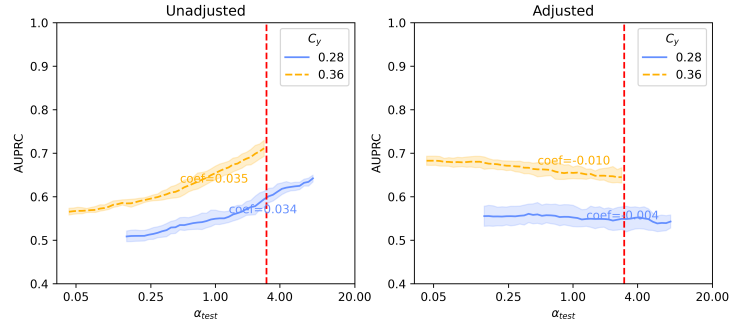 Unadjusted
1.0
0.9
0.8
0.7
0.6
0.5
0.4
AUPRC
C_y
0.28
0.36
coef=0.035
coef=0.034
0.05 0.25 1.00 4.00 20.00
α_test
Adjusted
1.0
0.9
0.8
0.7
0.6
0.5
0.4
AUPRC
C_y
0.28
0.36
coef=-0.010
coef=-0.004
0.05 0.25 1.00 4.00 20.00
α_test